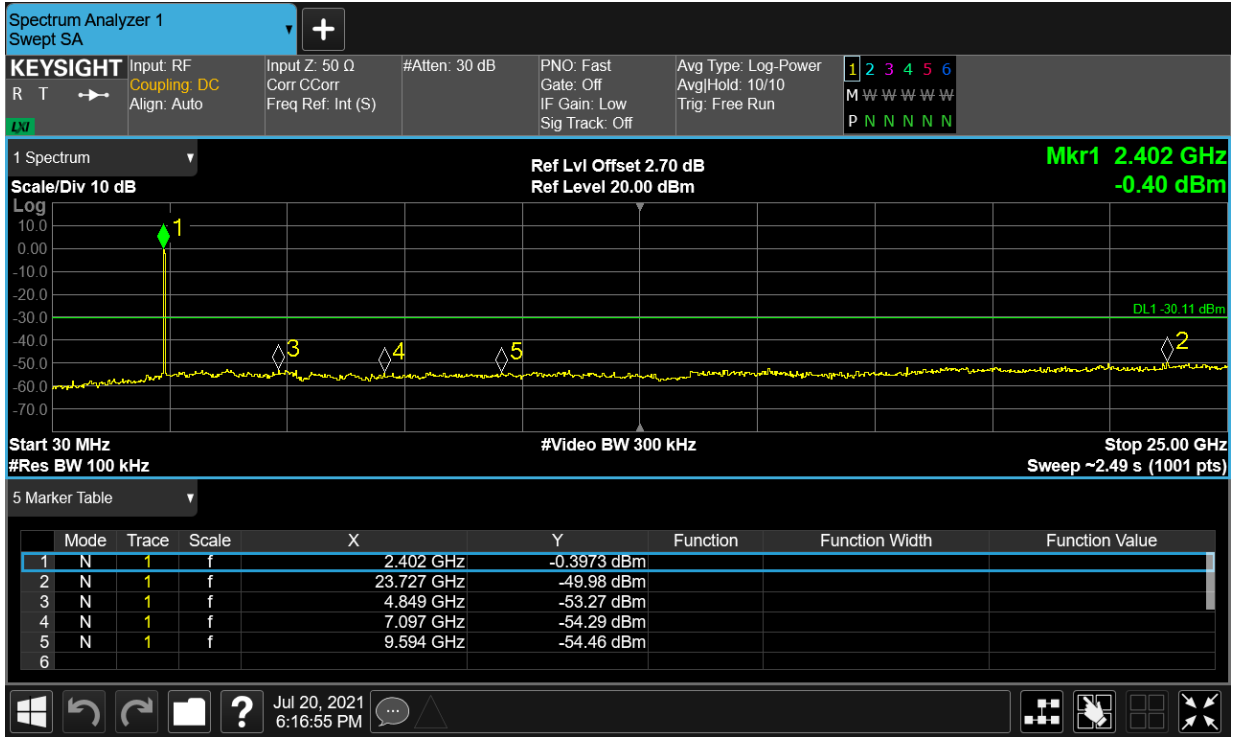 Spectrum Analyzer 1
Swept SA
KEYSIGHT
R T
LXI
Input: RF
Coupling: DC
Align: Auto
Input Z: 50 Ω
Corr CCorr
Freq Ref: Int (S)
#Atten: 30 dB
PNO: Fast
Gate: Off
IF Gain: Low
Sig Track: Off
Avg Type: Log-Power
Avg|Hold: 10/10
Trig: Free Run
1 2 3 4 5 6
M W W W W W
P N N N N N
1 Spectrum
Scale/Div 10 dB
Ref Lvl Offset 2.70 dB
Ref Level 20.00 dBm
Mkr1 2.402 GHz
-0.40 dBm
Log
10.0
0.00
-10.0
-20.0
-30.0
-40.0
-50.0
-60.0
-70.0
1
DL1 -30.11 dBm
3
4
5
2
Start 30 MHz
#Video BW 300 kHz
Stop 25.00 GHz
#Res BW 100 kHz
Sweep ~2.49 s (1001 pts)
5 Marker Table
Mode Trace Scale X Y Function Function Width Function Value
1 N 1 f 2.402 GHz -0.3973 dBm
2 N 1 f 23.727 GHz -49.98 dBm
3 N 1 f 4.849 GHz -53.27 dBm
4 N 1 f 7.097 GHz -54.29 dBm
5 N 1 f 9.594 GHz -54.46 dBm
6
?
Jul 20, 2021
6:16:55 PM